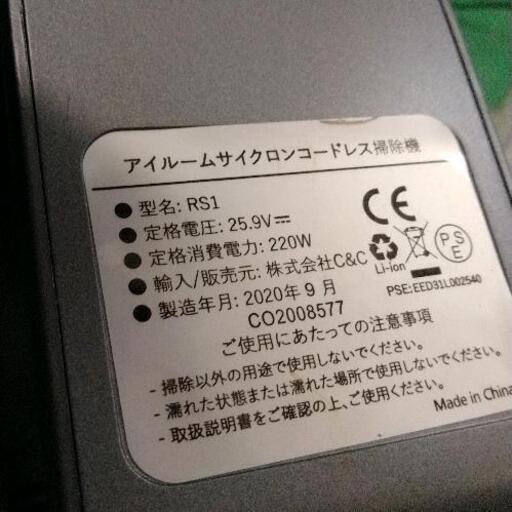 アイルームサイクロンコードレス掃除機
● 型名: RS1
● 定格電圧: 25.9V⎓
● 定格消費電力: 220W
● 輸入/販売元: 株式会社C&C
● 製造年月: 2020年 9 月
CO2008577
CE
Li-ion
PSE
PSE:EED31L002540
ご使用にあたっての注意事項
- 掃除以外の用途で使用しないでください。
- 濡れた状態または濡れた場所で使用しないでください。
- 取扱説明書をご確認の上、ご使用ください。
Made in China